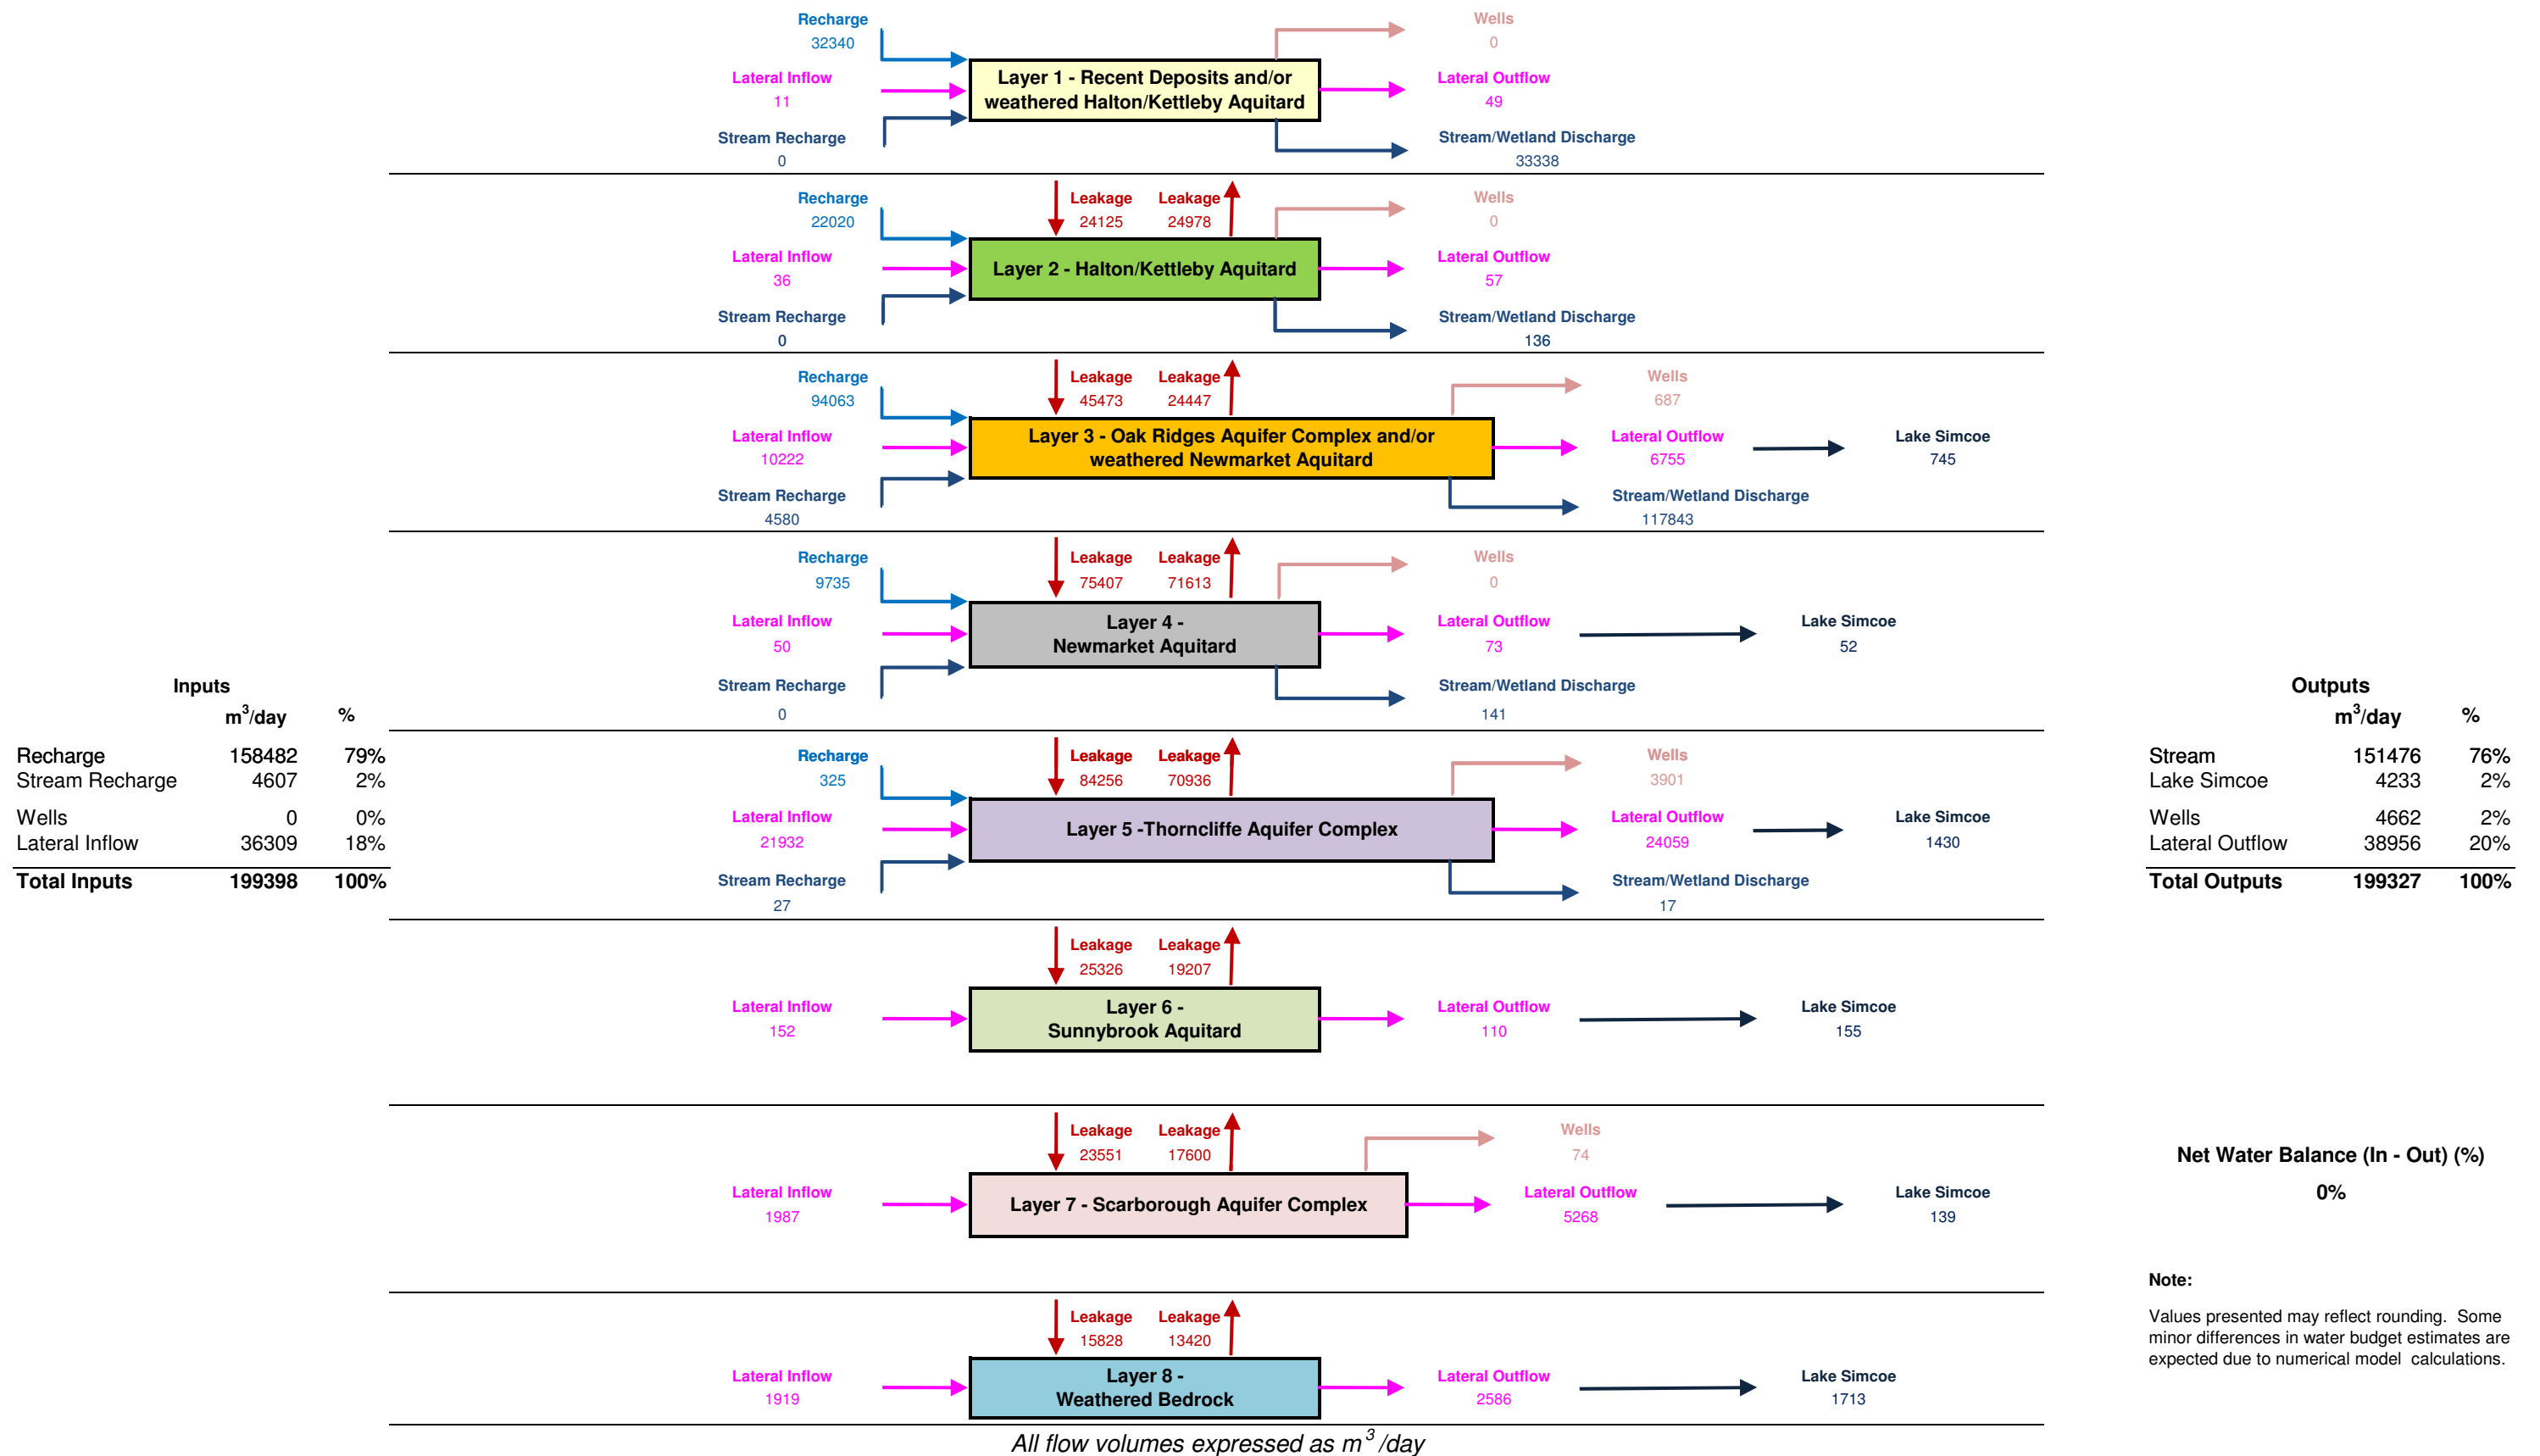 Recharge
32340
Wells
0
Lateral Inflow
11
Layer 1 - Recent Deposits and/or
weathered Halton/Kettleby Aquitard
Lateral Outflow
49
Stream Recharge
0
Stream/Wetland Discharge
33338
Recharge
22020
Leakage Leakage
24125 24978
Wells
0
Lateral Inflow
36
Layer 2 - Halton/Kettleby Aquitard
Lateral Outflow
57
Stream Recharge
0
Stream/Wetland Discharge
136
Recharge
94063
Leakage Leakage
45473 24447
Wells
687
Lateral Inflow
10222
Layer 3 - Oak Ridges Aquifer Complex and/or
weathered Newmarket Aquitard
Lateral Outflow
6755
Lake Simcoe
745
Stream Recharge
4580
Stream/Wetland Discharge
117843
Recharge
9735
Leakage Leakage
75407 71613
Wells
0
Lateral Inflow
50
Layer 4 -
Newmarket Aquitard
Lateral Outflow
73
Lake Simcoe
52
Stream Recharge
0
Stream/Wetland Discharge
141
Inputs
m³/day %
Recharge 158482 79%
Stream Recharge 4607 2%
Wells 0 0%
Lateral Inflow 36309 18%
Total Inputs 199398 100%
Recharge
325
Leakage Leakage
84256 70936
Wells
3901
Lateral Inflow
21932
Layer 5 -Thorncliffe Aquifer Complex
Lateral Outflow
24059
Lake Simcoe
1430
Stream Recharge
27
Stream/Wetland Discharge
17
Outputs
m³/day %
Stream 151476 76%
Lake Simcoe 4233 2%
Wells 4662 2%
Lateral Outflow 38956 20%
Total Outputs 199327 100%
Leakage Leakage
25326 19207
Lateral Inflow
152
Layer 6 -
Sunnybrook Aquitard
Lateral Outflow
110
Lake Simcoe
155
Leakage Leakage
23551 17600
Wells
74
Lateral Inflow
1987
Layer 7 - Scarborough Aquifer Complex
Lateral Outflow
5268
Lake Simcoe
139
Net Water Balance (In - Out) (%)
0%
Leakage Leakage
15828 13420
Lateral Inflow
1919
Layer 8 -
Weathered Bedrock
Lateral Outflow
2586
Lake Simcoe
1713
Note:
Values presented may reflect rounding. Some
minor differences in water budget estimates are
expected due to numerical model calculations.
All flow volumes expressed as m³/day